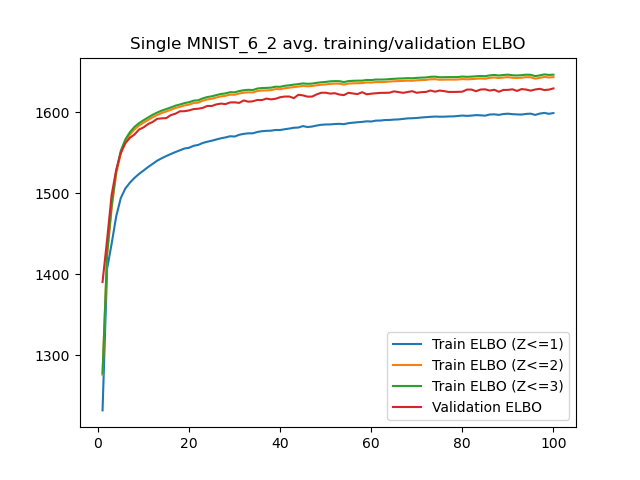 Single MNIST_6_2 avg. training/validation ELBO
1600
1500
1400
1300
Train ELBO (Z<=1)
Train ELBO (Z<=2)
Train ELBO (Z<=3)
Validation ELBO
0 20 40 60 80 100